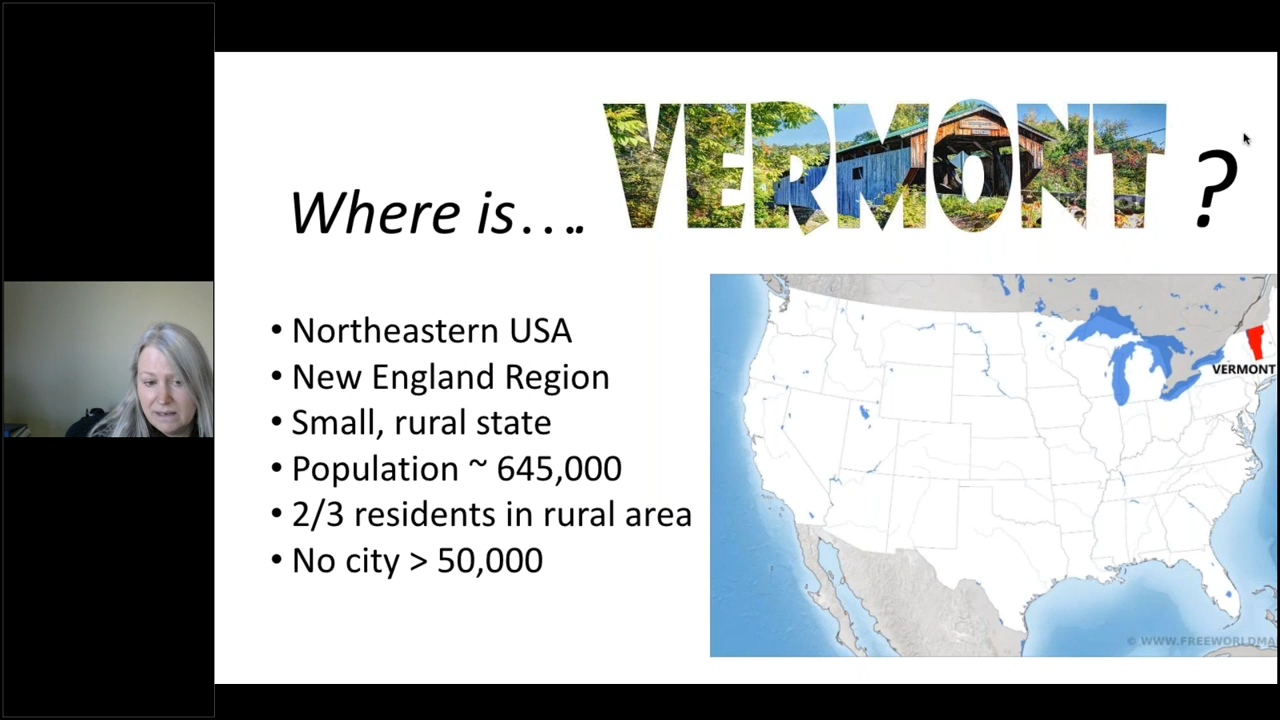 Where is…. VERMONT ?
• Northeastern USA
• New England Region
• Small, rural state
• Population ~ 645,000
• 2/3 residents in rural area
• No city > 50,000
VERMONT
© WWW.FREEWORLDMA